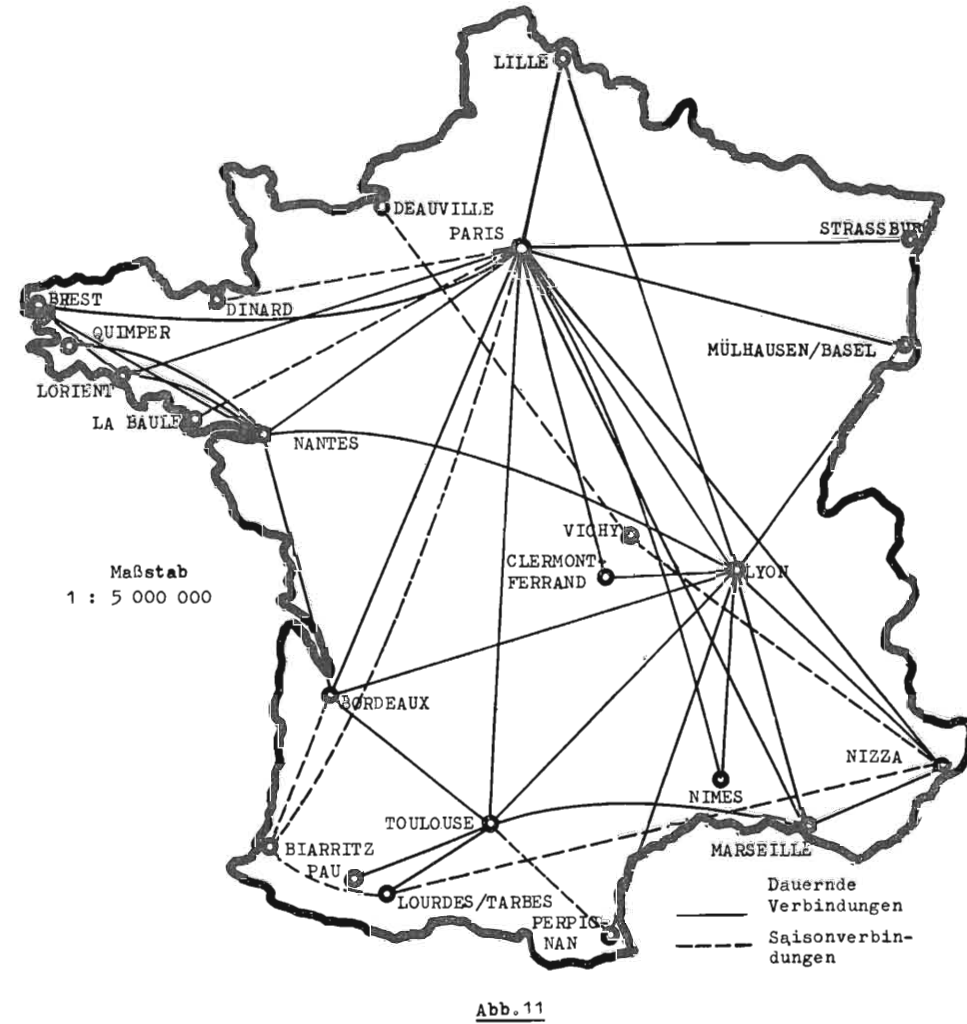 LILLE
DEAUVILLE
PARIS
STRASSBUR
BREST
DINARD
QUIMPER
MÜLHAUSEN/BASEL
LORIENT
LA BAULE
NANTES
VICHY
CLERMONT-
FERRAND
LYON
Maßstab
1 : 5 000 000
BORDEAUX
NIZZA
NIMES
TOULOUSE
MARSEILLE
BIARRITZ
PAU
LOURDES/TARBES
PERPIG-
NAN
Dauernde
Verbindungen
Saisonverbin-
dungen
Abb.11